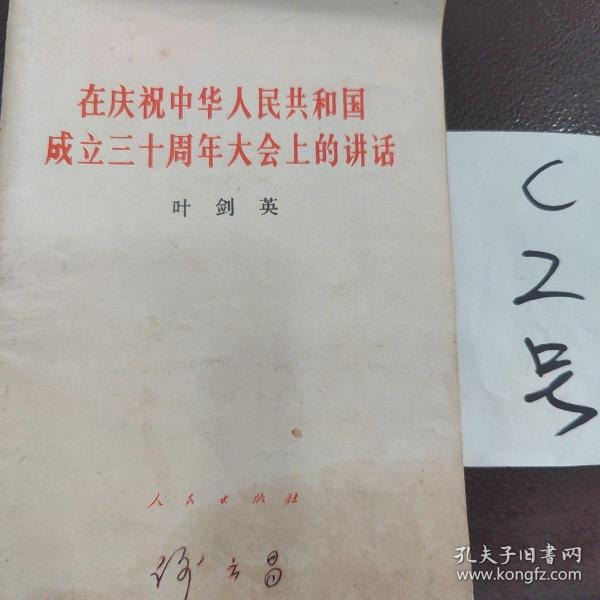 在庆祝中华人民共和国
成立三十周年大会上的讲话
叶剑英
人民出版社
C
2
号
孔夫子旧书网
www.kongfz.com